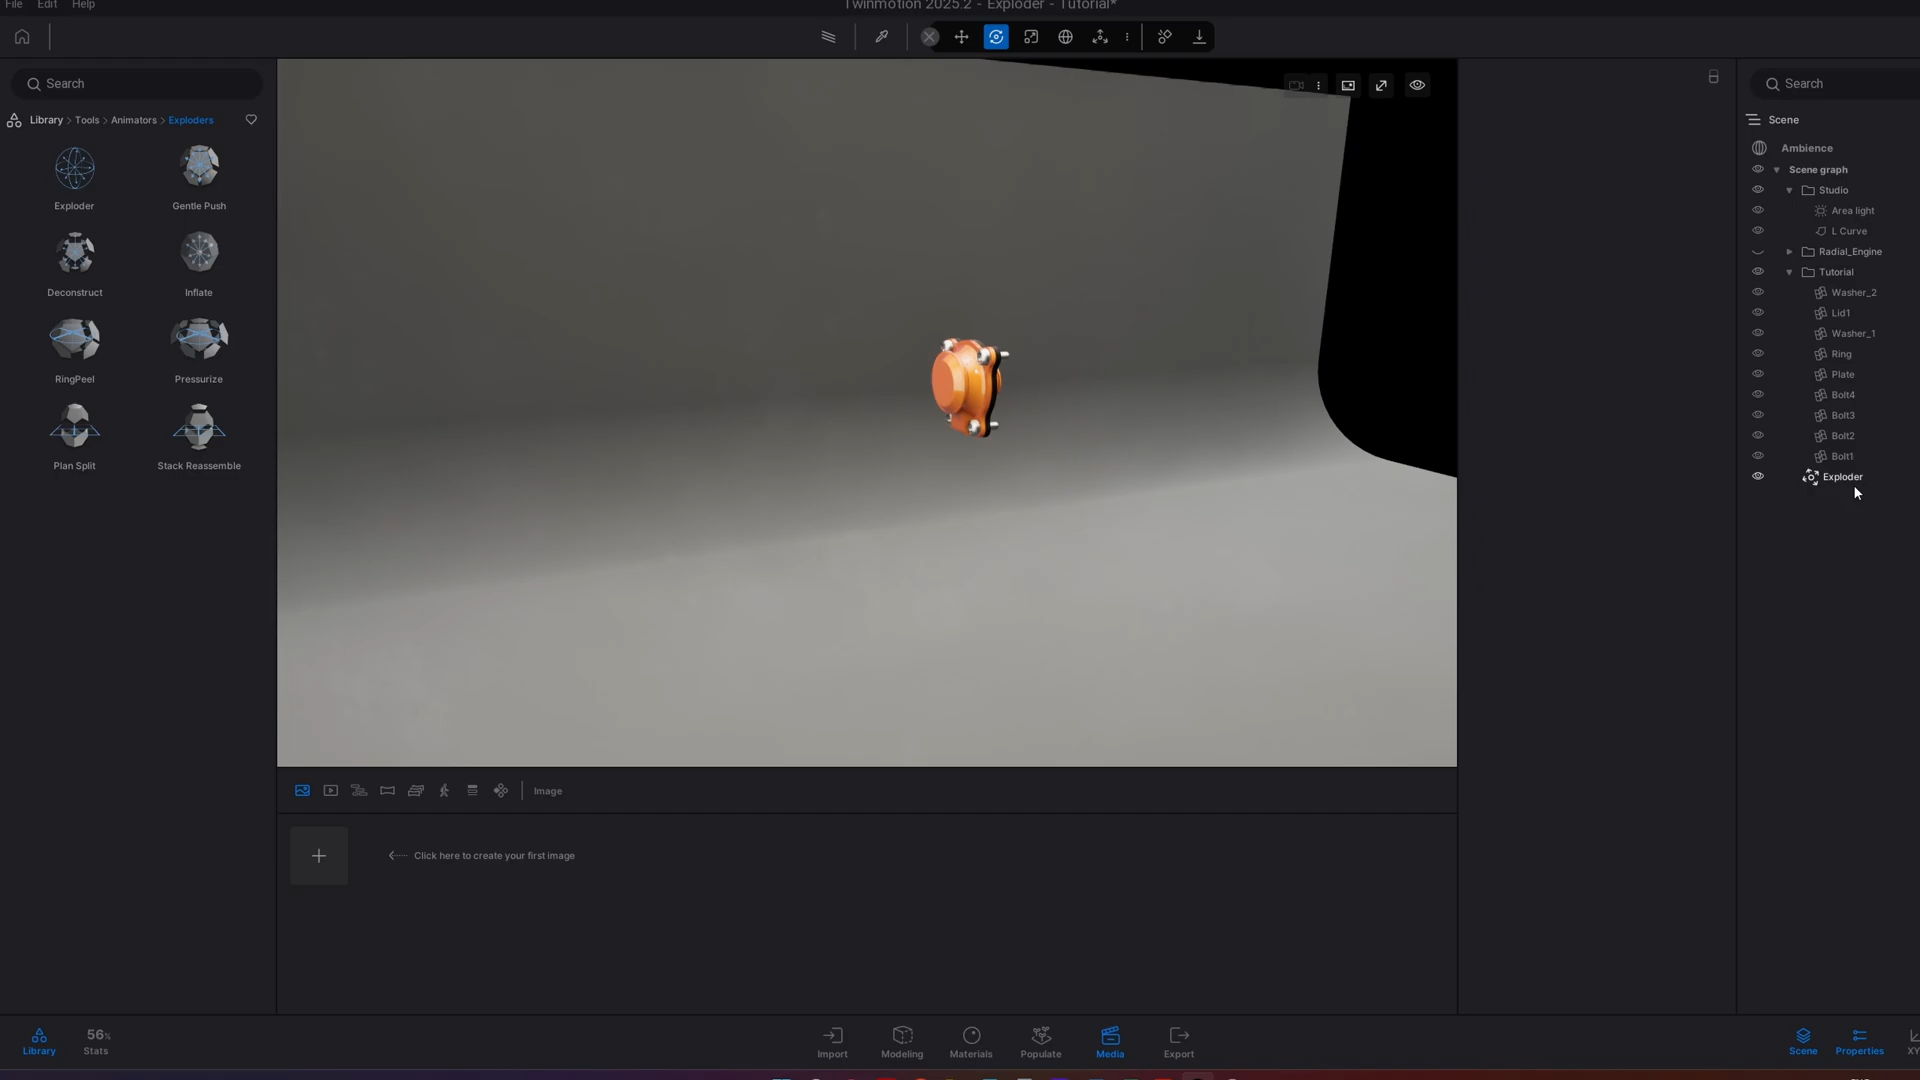 File Edit Help
Twinmotion 2025.2 - Exploder - Tutorial*
Search
Library > Tools > Animators > Exploders
Exploder
Gentle Push
Deconstruct
Inflate
RingPeel
Pressurize
Plan Split
Stack Reassemble
Image
Click here to create your first image
Search
Scene
Ambience
Scene graph
Studio
Area light
L Curve
Radial_Engine
Tutorial
Washer_2
Lid1
Washer_1
Ring
Plate
Bolt4
Bolt3
Bolt2
Bolt1
Exploder
Library
56%
Stats
Import
Modeling
Materials
Populate
Media
Export
Scene
Properties
XY